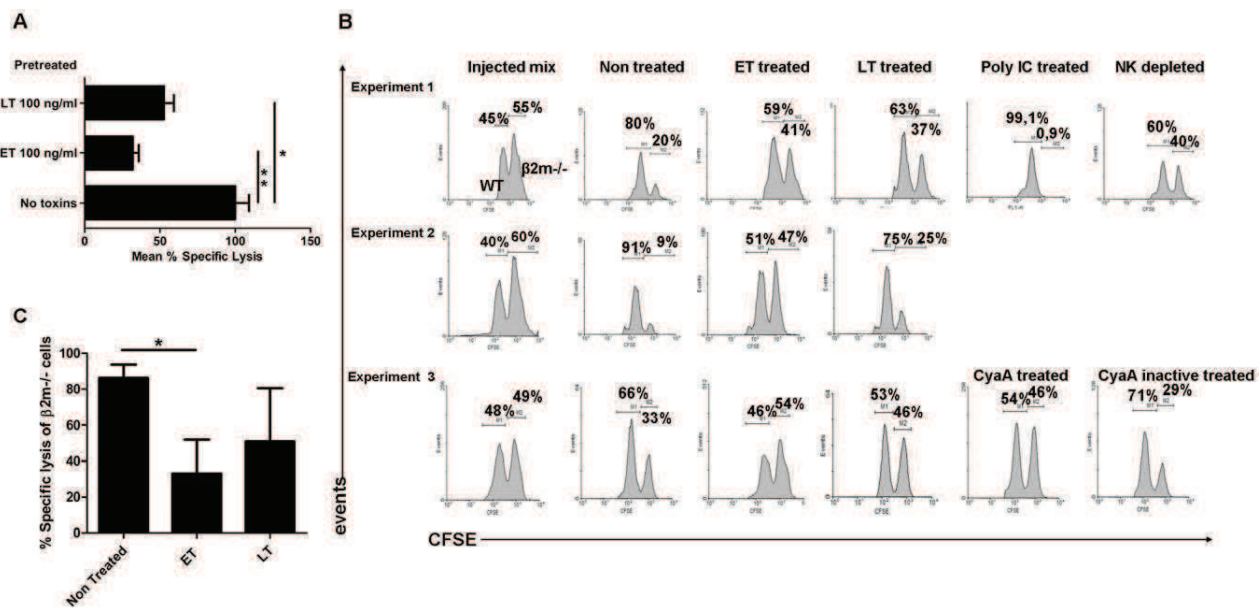 A
Pretreated
LT 100 ng/ml
ET 100 ng/ml
No toxins
*
**
0 50 100 150
Mean % Specific Lysis
B
Injected mix Non treated ET treated LT treated Poly IC treated NK depleted
Experiment 1
45% 55%
WT β2m-/-
80% 20%
59% 41%
63% 37%
99,1% 0,9%
60% 40%
Experiment 2
40% 60%
91% 9%
51% 47%
75% 25%
Experiment 3
CyaA treated CyaA inactive treated
48% 49%
66% 33%
46% 54%
53% 46%
54% 46%
71% 29%
events
CFSE
C
% Specific lysis of β2m-/- cells
100
80
60
40
20
0
*
Non Treated ET LT